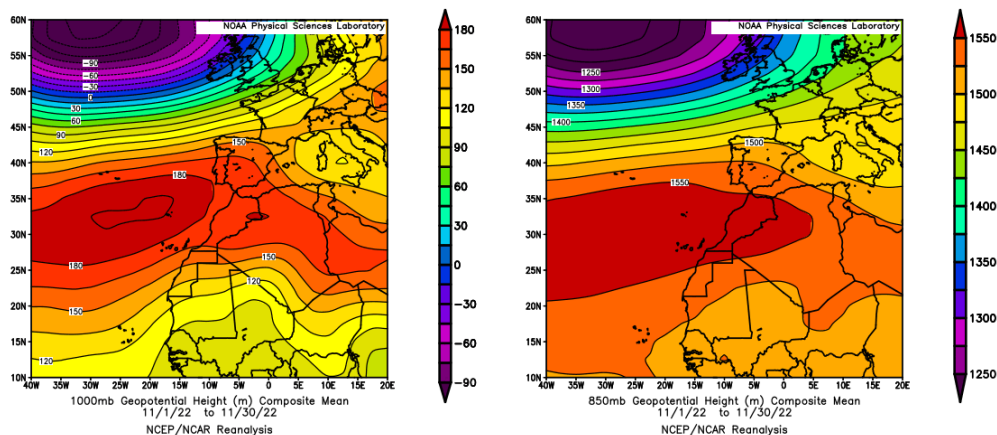 NOAA Physical Sciences Laboratory
60N
55N
50N
45N
40N
35N
30N
25N
20N
15N
10N
−90
−60
−30
0
30
60
90
120
150
180
180
150
150
120
120
40W 35W 30W 25W 20W 15W 10W 5W 0 5E 10E 15E 20E
180
150
120
90
60
30
0
−30
−60
−90
1000mb Geopotential Height (m) Composite Mean
11/1/22 to 11/30/22
NCEP/NCAR Reanalysis
NOAA Physical Sciences Laboratory
60N
55N
50N
45N
40N
35N
30N
25N
20N
15N
10N
1250
1300
1350
1400
1500
1550
40W 35W 30W 25W 20W 15W 10W 5W 0 5E 10E 15E 20E
1550
1500
1450
1400
1350
1300
1250
850mb Geopotential Height (m) Composite Mean
11/1/22 to 11/30/22
NCEP/NCAR Reanalysis